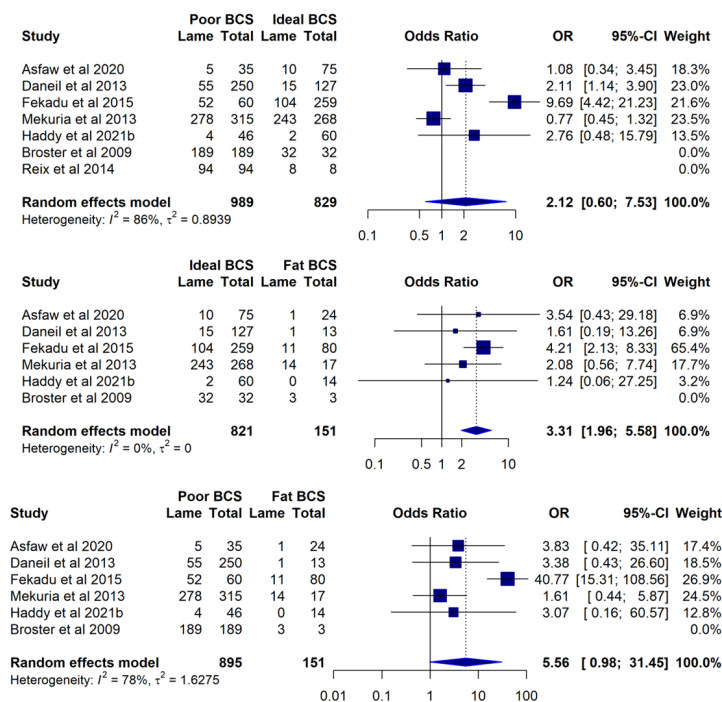 Poor BCS Ideal BCS
Study Lame Total Lame Total Odds Ratio OR 95%-CI Weight
Asfaw et al 2020 5 35 10 75 1.08 [0.34; 3.45] 18.3%
Daneil et al 2013 55 250 15 127 2.11 [1.14; 3.90] 23.0%
Fekadu et al 2015 52 60 104 259 9.69 [4.42; 21.23] 21.6%
Mekuria et al 2013 278 315 243 268 0.77 [0.45; 1.32] 23.5%
Haddy et al 2021b 4 46 2 60 2.76 [0.48; 15.79] 13.5%
Broster et al 2009 189 189 32 32 0.0%
Reix et al 2014 94 94 8 8 0.0%
Random effects model 989 829 2.12 [0.60; 7.53] 100.0%
Heterogeneity: I² = 86%, τ² = 0.8939
0.1 0.5 1 2 10
Ideal BCS Fat BCS
Study Lame Total Lame Total Odds Ratio OR 95%-CI Weight
Asfaw et al 2020 10 75 1 24 3.54 [0.43; 29.18] 6.9%
Daneil et al 2013 15 127 1 13 1.61 [0.19; 13.26] 6.9%
Fekadu et al 2015 104 259 11 80 4.21 [2.13; 8.33] 65.4%
Mekuria et al 2013 243 268 14 17 2.08 [0.56; 7.74] 17.7%
Haddy et al 2021b 2 60 0 14 1.24 [0.06; 27.25] 3.2%
Broster et al 2009 32 32 3 3 0.0%
Random effects model 821 151 3.31 [1.96; 5.58] 100.0%
Heterogeneity: I² = 0%, τ² = 0
0.1 0.5 1 2 10
Poor BCS Fat BCS
Study Lame Total Lame Total Odds Ratio OR 95%-CI Weight
Asfaw et al 2020 5 35 1 24 3.83 [ 0.42; 35.11] 17.4%
Daneil et al 2013 55 250 1 13 3.38 [ 0.43; 26.60] 18.5%
Fekadu et al 2015 52 60 11 80 40.77 [15.31; 108.56] 26.9%
Mekuria et al 2013 278 315 14 17 1.61 [ 0.44; 5.87] 24.5%
Haddy et al 2021b 4 46 0 14 3.07 [ 0.16; 60.57] 12.8%
Broster et al 2009 189 189 3 3 0.0%
Random effects model 895 151 5.56 [ 0.98; 31.45] 100.0%
Heterogeneity: I² = 78%, τ² = 1.6275
0.01 0.1 1 10 100